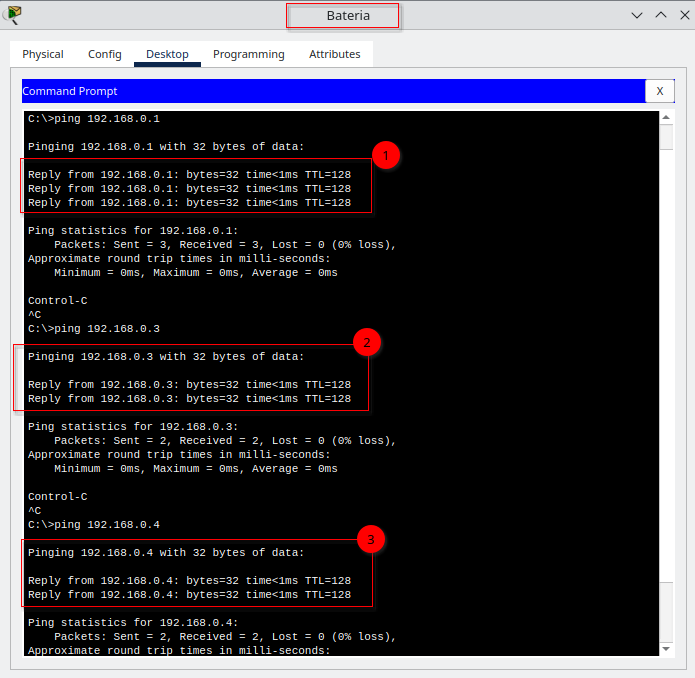 Bateria
Physical Config Desktop Programming Attributes
Command Prompt X
C:\>ping 192.168.0.1
Pinging 192.168.0.1 with 32 bytes of data:
1
Reply from 192.168.0.1: bytes=32 time<1ms TTL=128
Reply from 192.168.0.1: bytes=32 time<1ms TTL=128
Reply from 192.168.0.1: bytes=32 time<1ms TTL=128
Ping statistics for 192.168.0.1:
    Packets: Sent = 3, Received = 3, Lost = 0 (0% loss),
Approximate round trip times in milli-seconds:
    Minimum = 0ms, Maximum = 0ms, Average = 0ms
Control-C
^C
C:\>ping 192.168.0.3
2
Pinging 192.168.0.3 with 32 bytes of data:
Reply from 192.168.0.3: bytes=32 time<1ms TTL=128
Reply from 192.168.0.3: bytes=32 time<1ms TTL=128
Ping statistics for 192.168.0.3:
    Packets: Sent = 2, Received = 2, Lost = 0 (0% loss),
Approximate round trip times in milli-seconds:
    Minimum = 0ms, Maximum = 0ms, Average = 0ms
Control-C
^C
C:\>ping 192.168.0.4
3
Pinging 192.168.0.4 with 32 bytes of data:
Reply from 192.168.0.4: bytes=32 time<1ms TTL=128
Reply from 192.168.0.4: bytes=32 time<1ms TTL=128
Ping statistics for 192.168.0.4:
    Packets: Sent = 2, Received = 2, Lost = 0 (0% loss),
Approximate round trip times in milli-seconds: